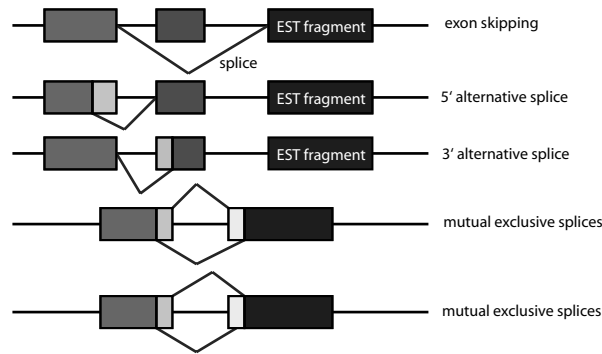 EST fragment
exon skipping
splice
EST fragment
5' alternative splice
EST fragment
3' alternative splice
mutual exclusive splices
mutual exclusive splices